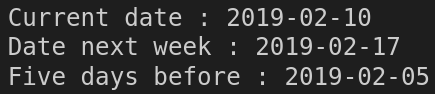 Current date : 2019-02-10
Date next week : 2019-02-17
Five days before : 2019-02-05